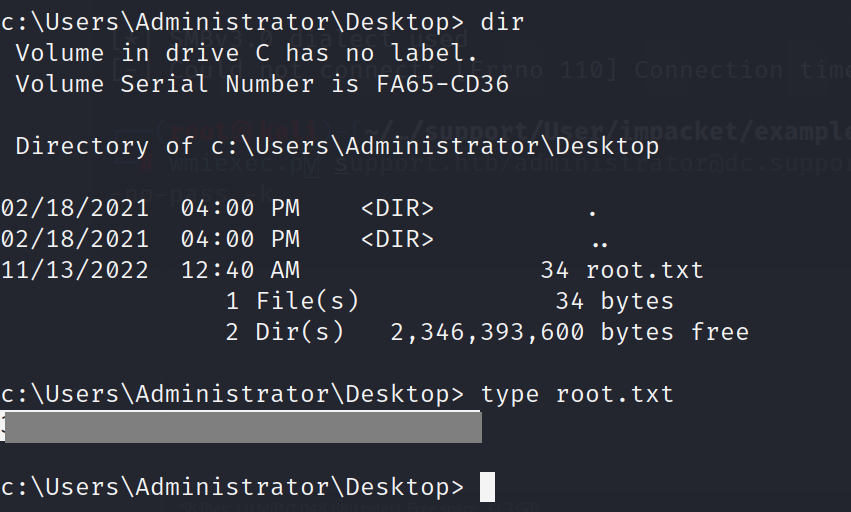 c:\Users\Administrator\Desktop> dir
Volume in drive C has no label.
Volume Serial Number is FA65-CD36
Directory of c:\Users\Administrator\Desktop
02/18/2021 04:00 PM <DIR> .
02/18/2021 04:00 PM <DIR> ..
11/13/2022 12:40 AM 34 root.txt
1 File(s) 34 bytes
2 Dir(s) 2,346,393,600 bytes free
c:\Users\Administrator\Desktop> type root.txt
c:\Users\Administrator\Desktop>